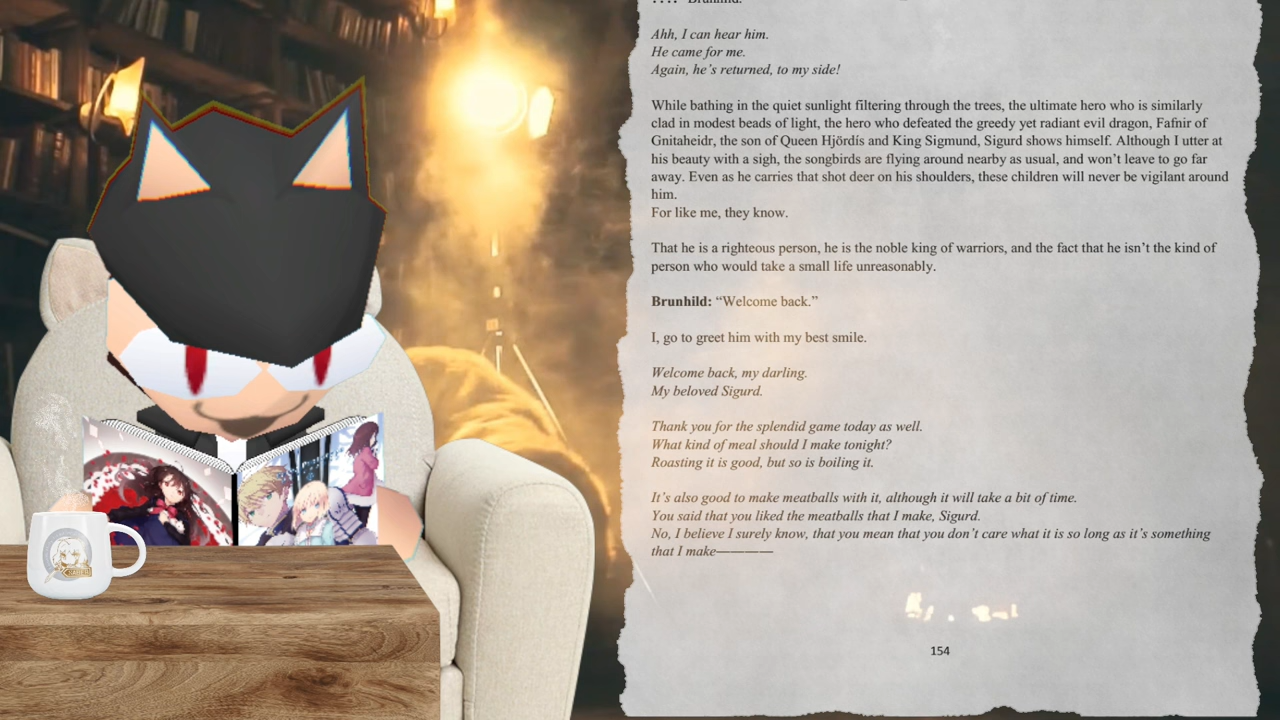 .... Brunhild.
Ahh, I can hear him.
He came for me.
Again, he’s returned, to my side!
While bathing in the quiet sunlight filtering through the trees, the ultimate hero who is similarly
clad in modest beads of light, the hero who defeated the greedy yet radiant evil dragon, Fafnir of
Gnitaheidr, the son of Queen Hjördís and King Sigmund, Sigurd shows himself. Although I utter at
his beauty with a sigh, the songbirds are flying around nearby as usual, and won’t leave to go far
away. Even as he carries that shot deer on his shoulders, these children will never be vigilant around
him.
For like me, they know.
That he is a righteous person, he is the noble king of warriors, and the fact that he isn’t the kind of
person who would take a small life unreasonably.
Brunhild: “Welcome back.”
I, go to greet him with my best smile.
Welcome back, my darling.
My beloved Sigurd.
Thank you for the splendid game today as well.
What kind of meal should I make tonight?
Roasting it is good, but so is boiling it.
It’s also good to make meatballs with it, although it will take a bit of time.
You said that you liked the meatballs that I make, Sigurd.
No, I believe I surely know, that you mean that you don’t care what it is so long as it’s something
that I make————
154